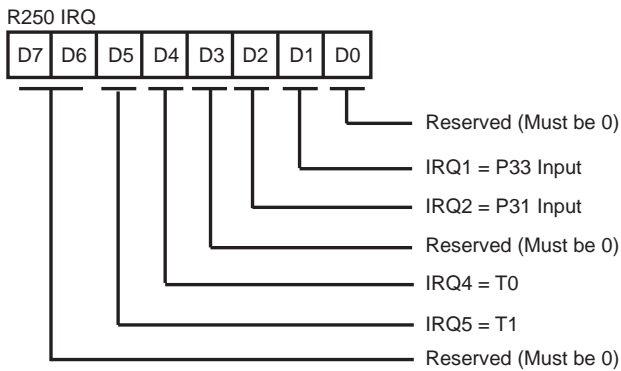 R250 IRQ
D7 D6 D5 D4 D3 D2 D1 D0
Reserved (Must be 0)
IRQ1 = P33 Input
IRQ2 = P31 Input
Reserved (Must be 0)
IRQ4 = T0
IRQ5 = T1
Reserved (Must be 0)